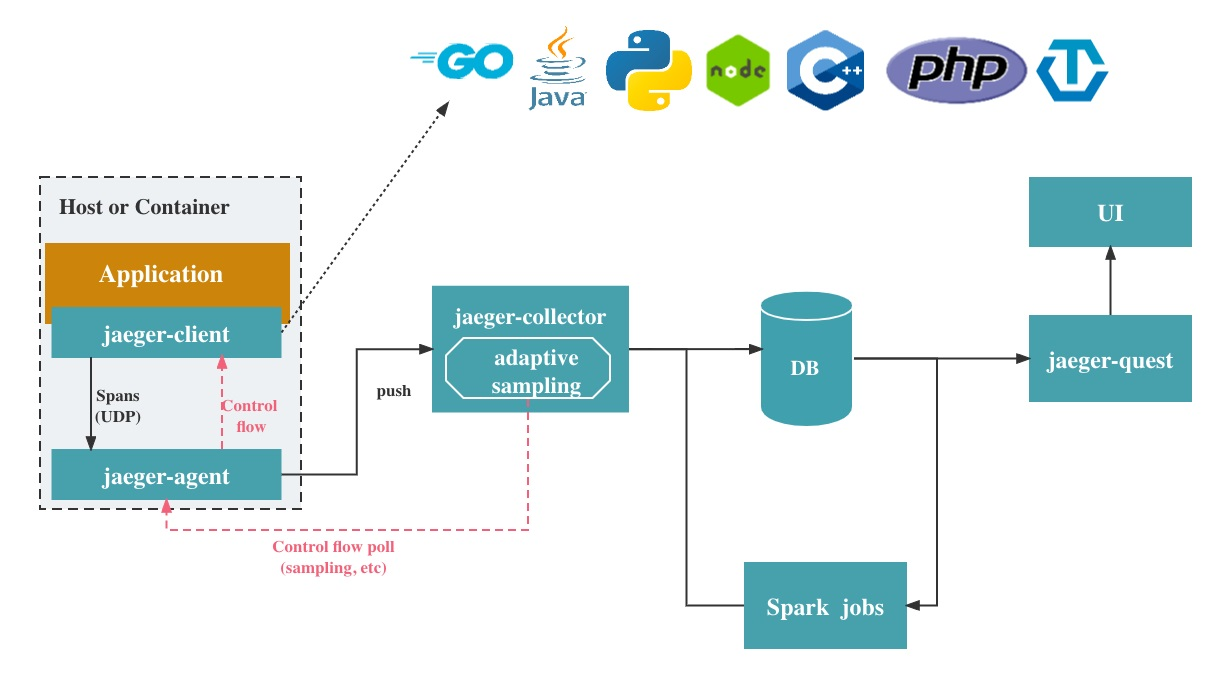 GO
Java
node
C++
php
Host or Container
Application
jaeger-client
Spans
(UDP)
Control
flow
jaeger-agent
push
Control flow poll
(sampling, etc)
jaeger-collector
adaptive
sampling
DB
Spark jobs
UI
jaeger-quest